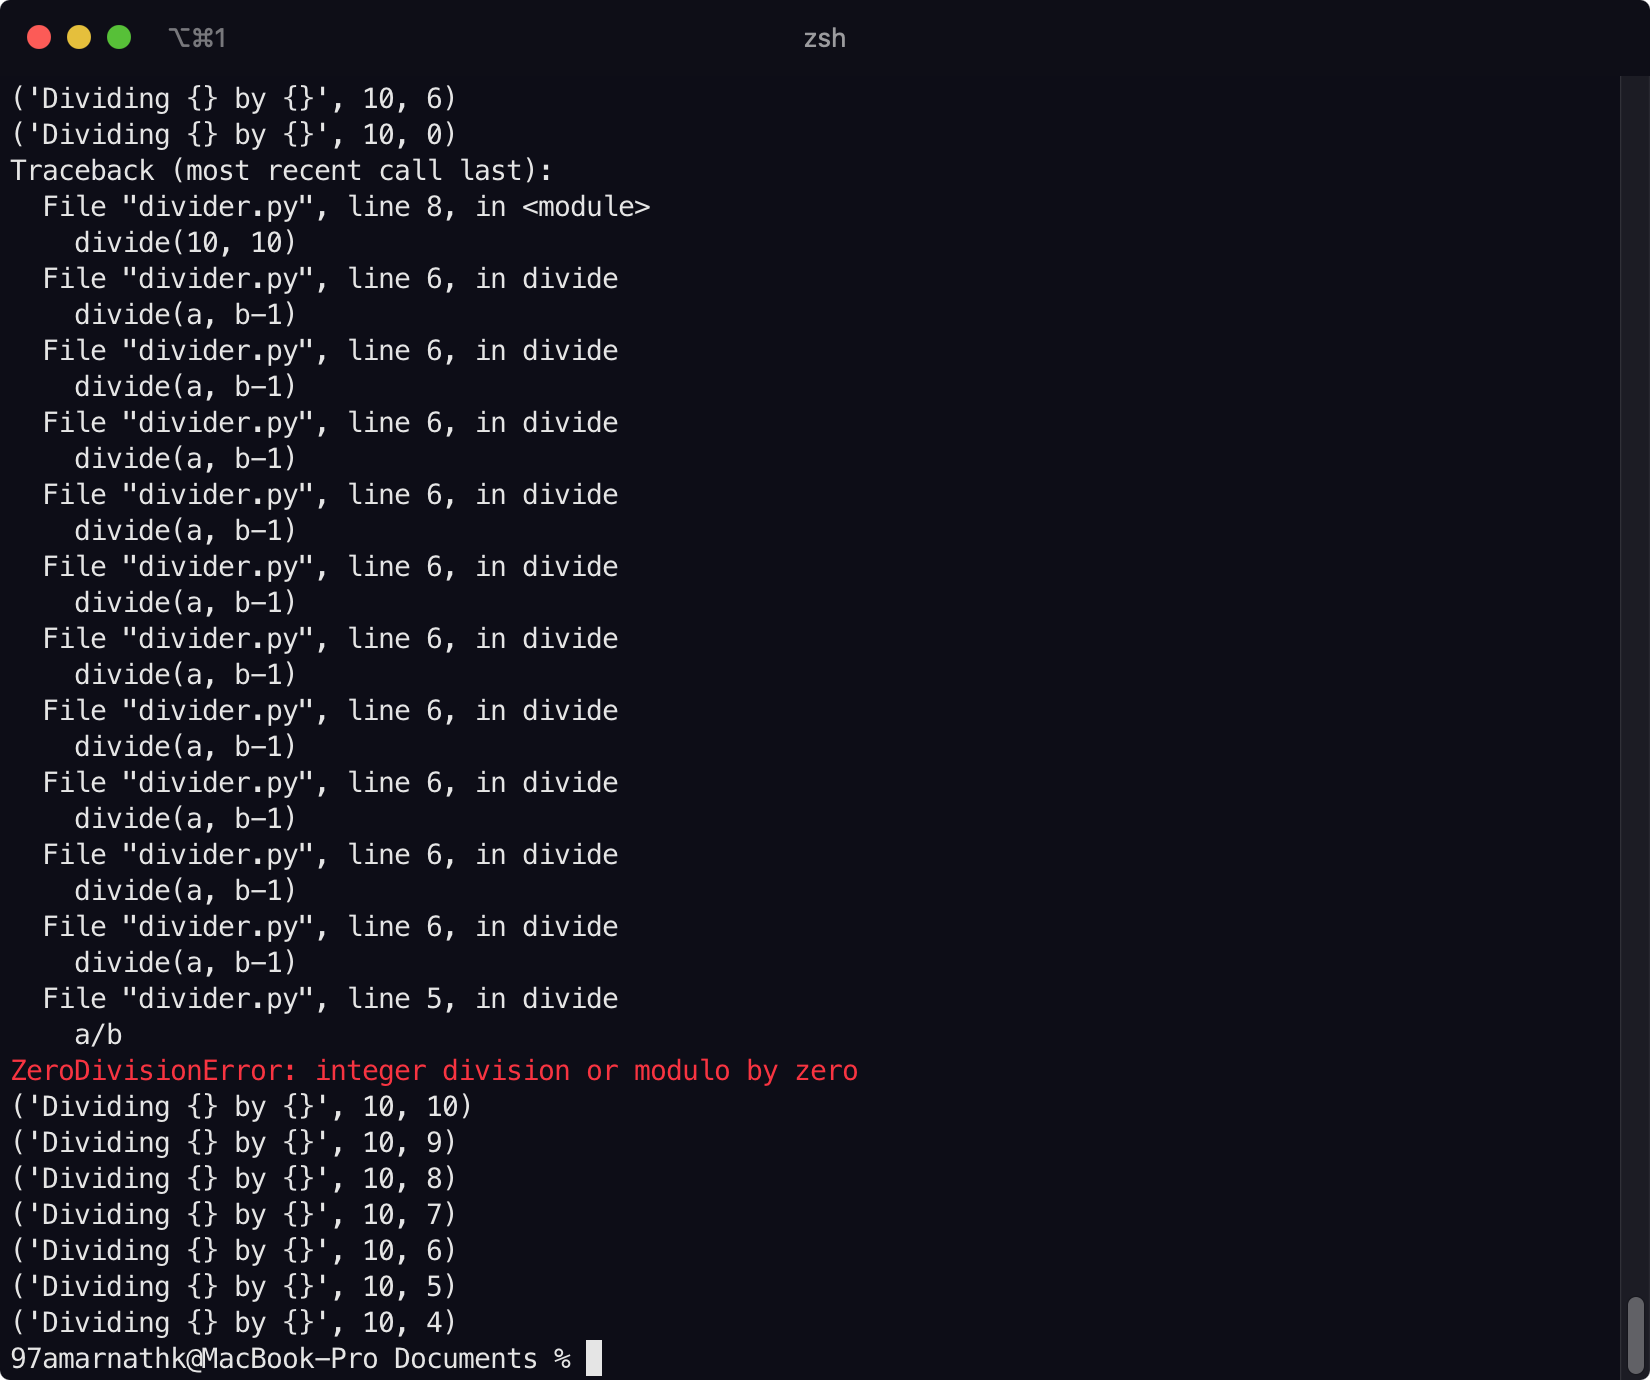 ⌥⌘1 zsh
('Dividing {} by {}', 10, 6)
('Dividing {} by {}', 10, 0)
Traceback (most recent call last):
  File "divider.py", line 8, in <module>
    divide(10, 10)
  File "divider.py", line 6, in divide
    divide(a, b-1)
  File "divider.py", line 6, in divide
    divide(a, b-1)
  File "divider.py", line 6, in divide
    divide(a, b-1)
  File "divider.py", line 6, in divide
    divide(a, b-1)
  File "divider.py", line 6, in divide
    divide(a, b-1)
  File "divider.py", line 6, in divide
    divide(a, b-1)
  File "divider.py", line 6, in divide
    divide(a, b-1)
  File "divider.py", line 6, in divide
    divide(a, b-1)
  File "divider.py", line 6, in divide
    divide(a, b-1)
  File "divider.py", line 6, in divide
    divide(a, b-1)
  File "divider.py", line 5, in divide
    a/b
ZeroDivisionError: integer division or modulo by zero
('Dividing {} by {}', 10, 10)
('Dividing {} by {}', 10, 9)
('Dividing {} by {}', 10, 8)
('Dividing {} by {}', 10, 7)
('Dividing {} by {}', 10, 6)
('Dividing {} by {}', 10, 5)
('Dividing {} by {}', 10, 4)
97amarnathk@MacBook-Pro Documents %